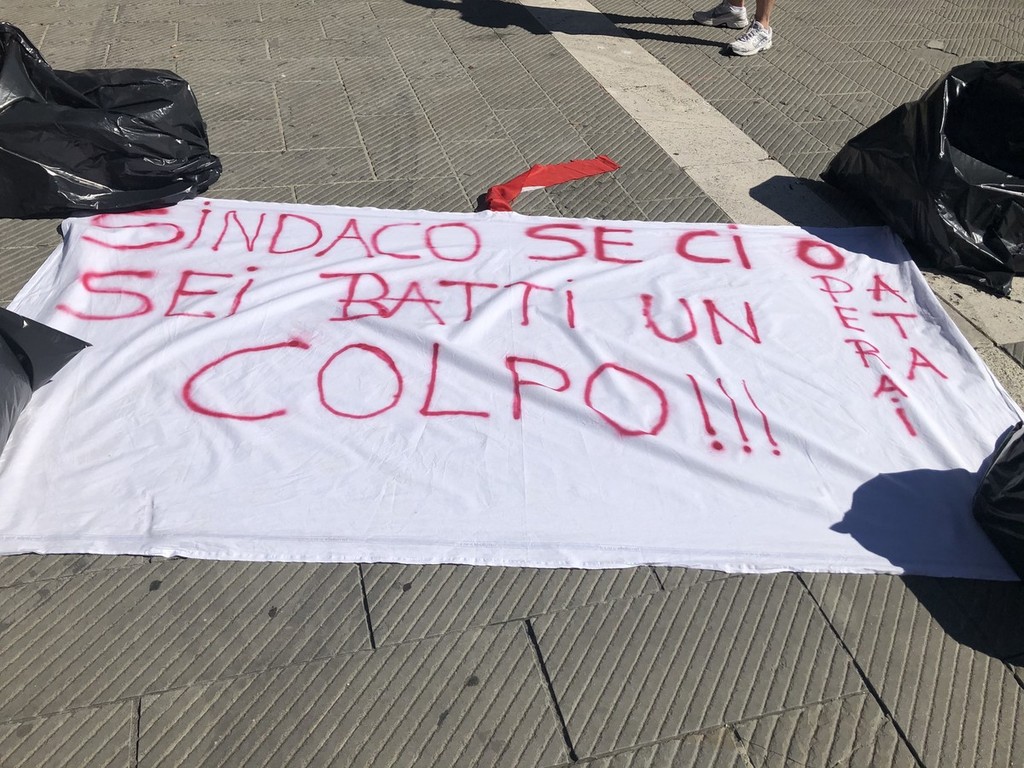 SINDACO SE CI
SEI BATTI UN
COLPO!!!
OPERAI
ATA